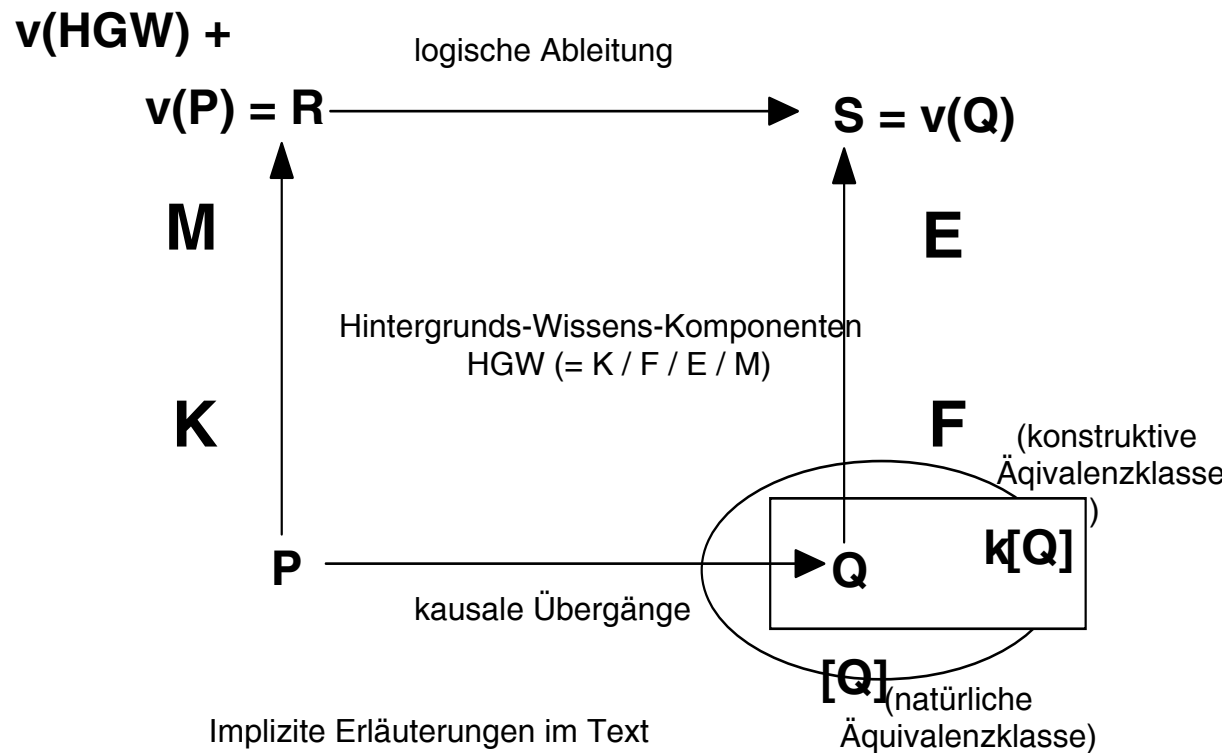 v(HGW) +
logische Ableitung
v(P) = R
S = v(Q)
M
E
Hintergrunds-Wissens-Komponenten
HGW (= K / F / E / M)
K
F
(konstruktive
Äqivalenzklasse
)
k[Q]
P
Q
kausale Übergänge
[Q]
(natürliche
Äquivalenzklasse)
Implizite Erläuterungen im Text